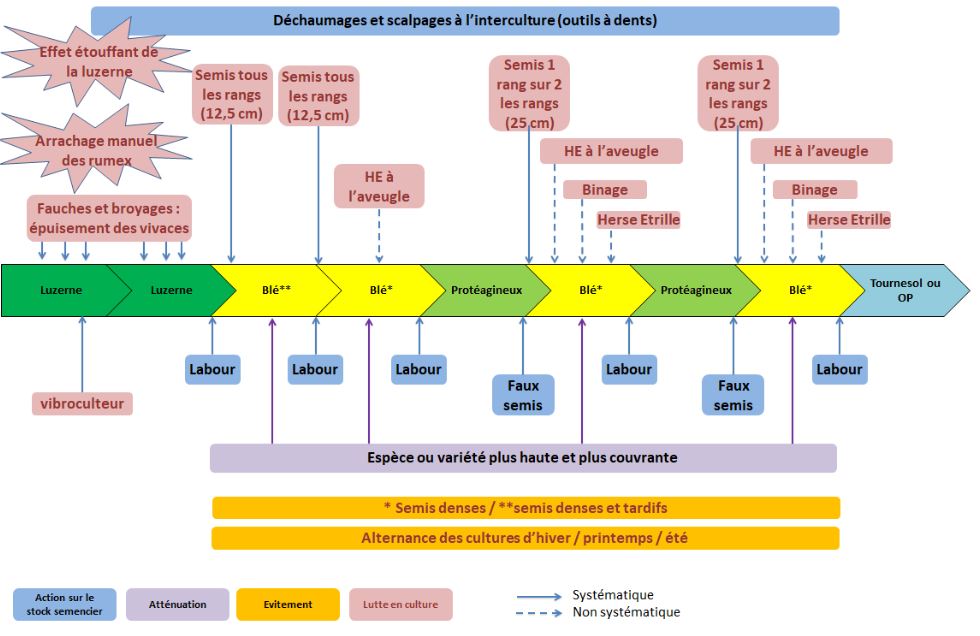 Déchaumages et scalpages à l'interculture (outils à dents)
Effet étouffant de
la luzerne
Semis tous
les rangs
(12,5 cm)
Semis tous
les rangs
(12,5 cm)
Semis 1
rang sur 2
les rangs
(25 cm)
Semis 1
rang sur 2
les rangs
(25 cm)
Arrachage manuel
des rumex
HE à
l'aveugle
HE à l'aveugle
Binage
Herse Etrille
HE à l'aveugle
Binage
Herse Etrille
Fauches et broyages :
épuisement des vivaces
Luzerne
Luzerne
Blé**
Blé*
Protéagineux
Blé*
Protéagineux
Blé*
Tournesol ou
OP
vibroculteur
Labour
Labour
Labour
Faux
semis
Labour
Faux
semis
Labour
Espèce ou variété plus haute et plus couvrante
* Semis denses / **semis denses et tardifs
Alternance des cultures d'hiver / printemps / été
Action sur le
stock semencier
Atténuation
Evitement
Lutte en culture
Systématique
Non systématique